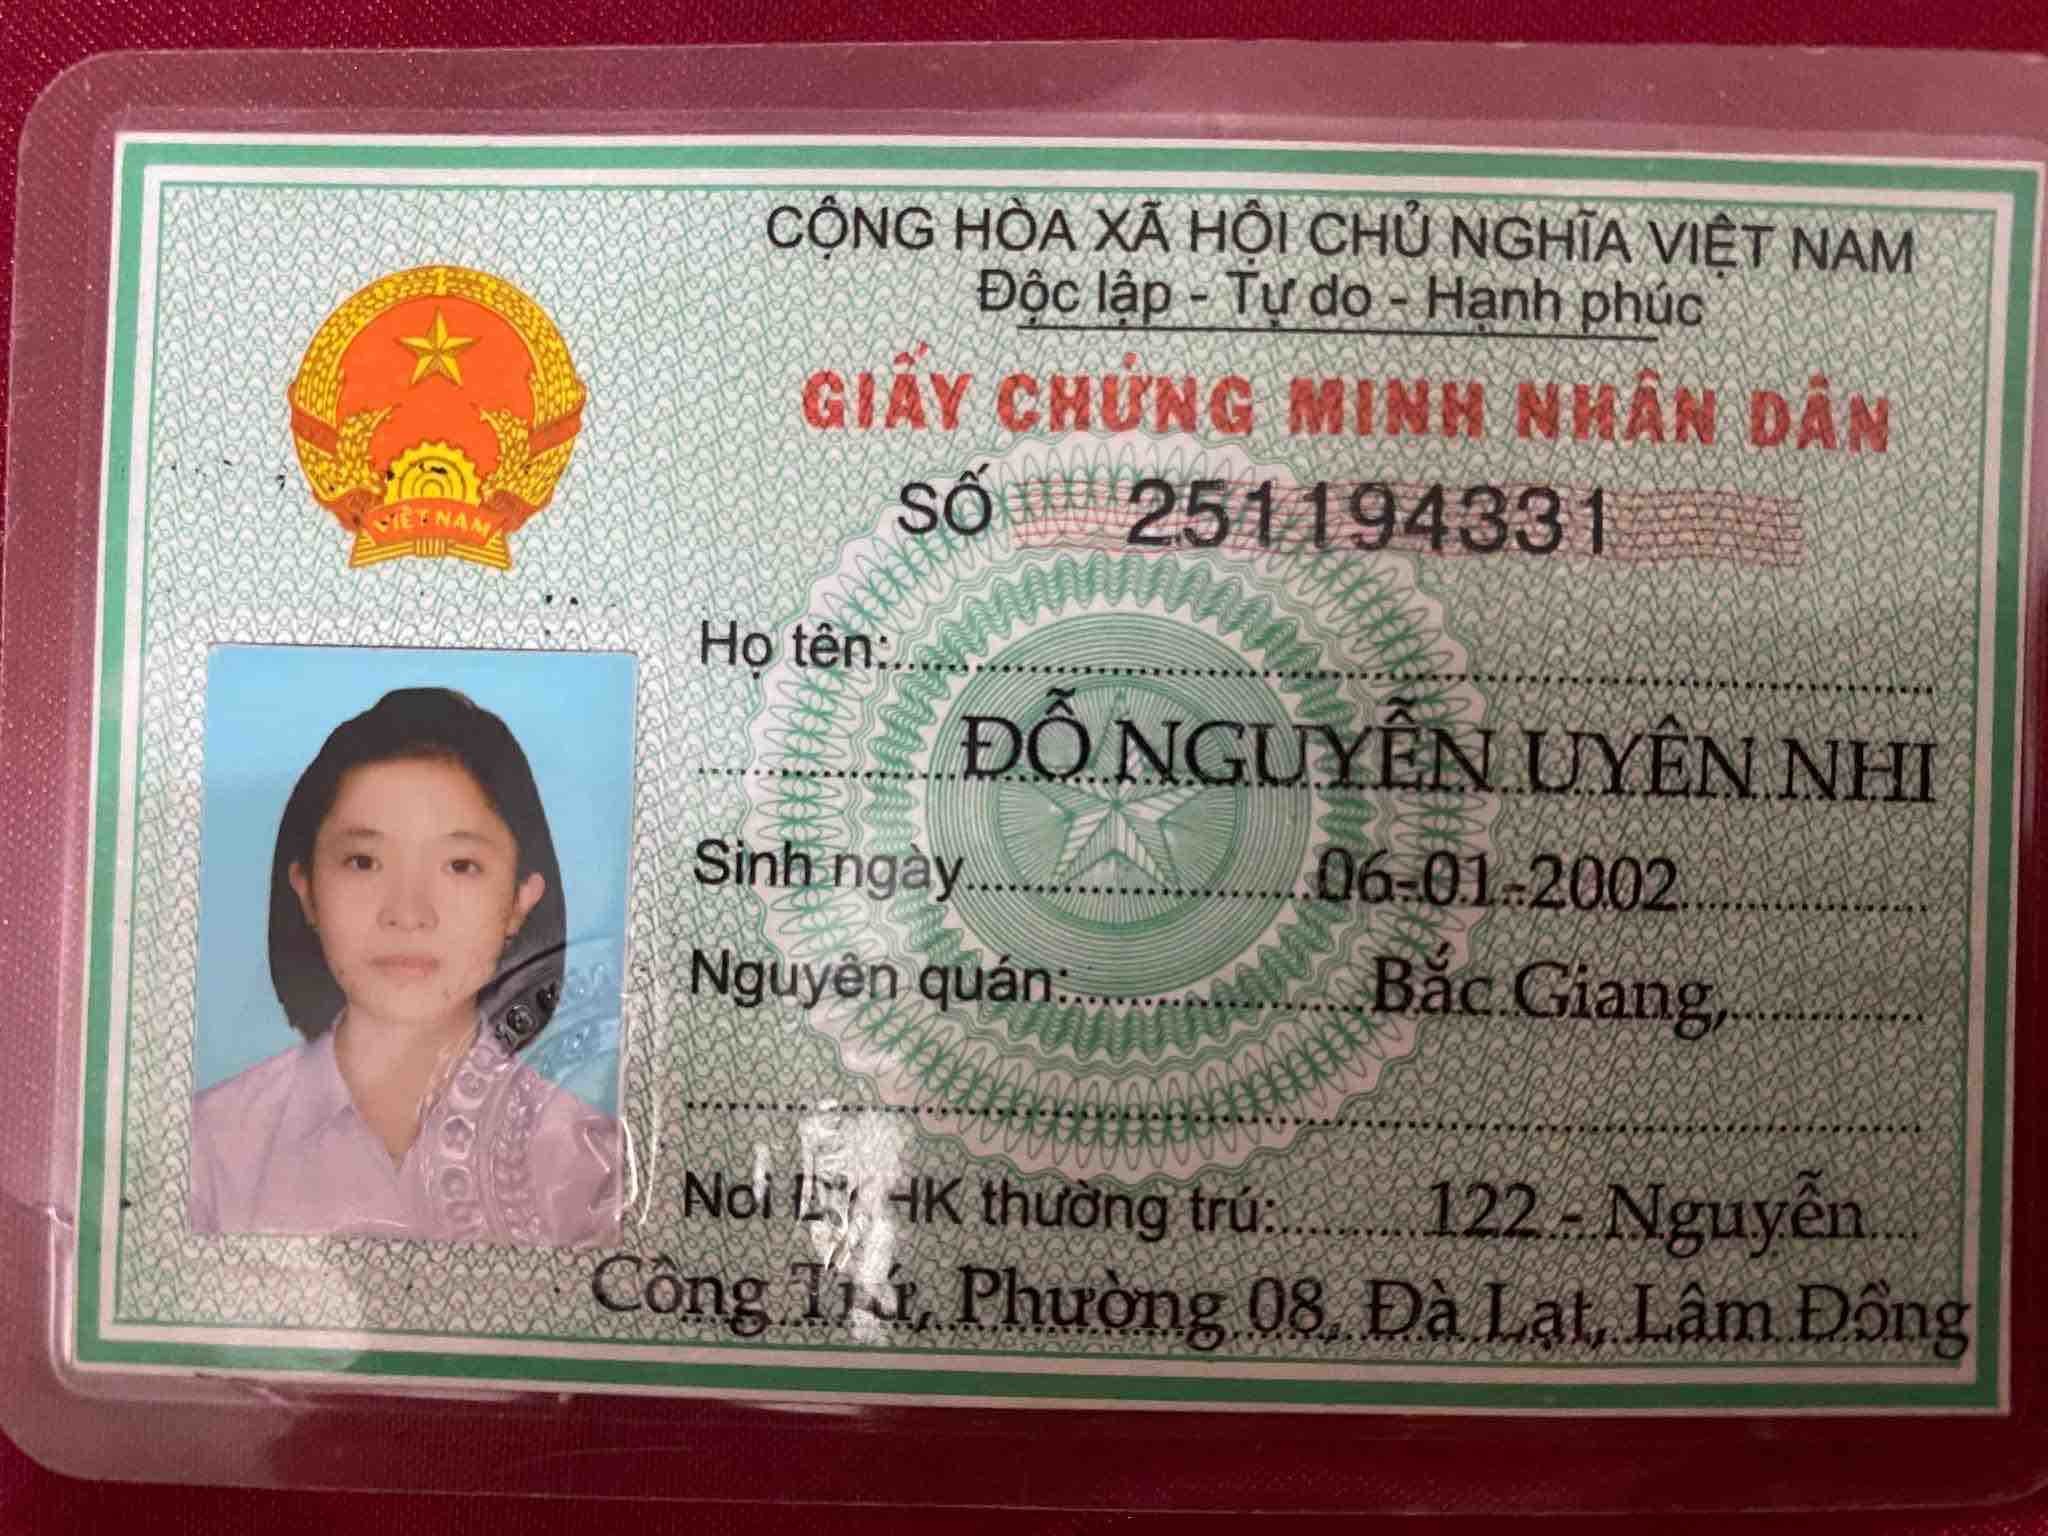 CỘNG HÒA XÃ HỘI CHỦ NGHĨA VIỆT NAM
Độc lập - Tự do - Hạnh phúc
GIẤY CHỨNG MINH NHÂN DÂN
SỐ 251194331
VIỆT NAM
Họ tên:
ĐỖ NGUYỄN UYÊN NHI
Sinh ngày 06-01-2002
Nguyên quán: Bắc Giang,
Nơi HK thường trú: 122 - Nguyễn
Công Trứ, Phường 08, Đà Lạt, Lâm Đồng